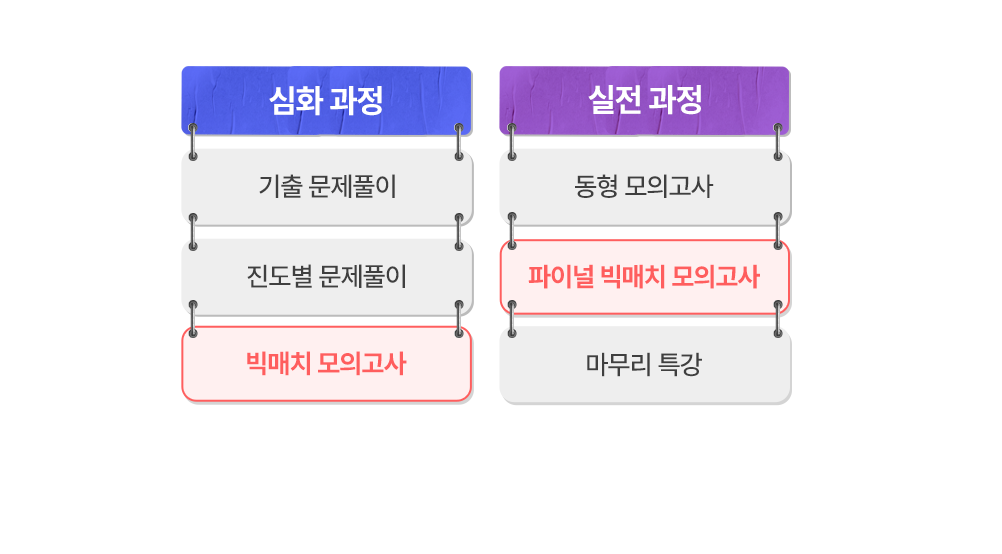 심화 과정
기출 문제풀이
진도별 문제풀이
빅매치 모의고사
실전 과정
동형 모의고사
파이널 빅매치 모의고사
마무리 특강